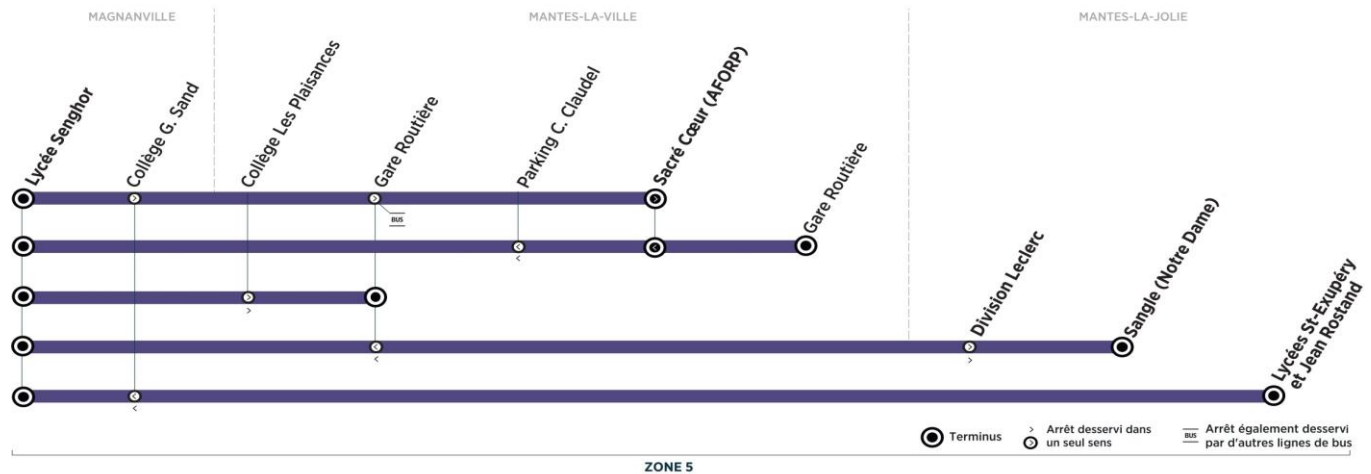 MAGNANVILLE
MANTES-LA-VILLE
MANTES-LA-JOLIE
Lycée Senghor
Collège G. Sand
Collège Les Plaisances
Gare Routière
Parking C. Claudel
Sacré Cœur (AFORP)
Gare Routière
BUS
Division Leclerc
Sangle (Notre Dame)
Lycées St-Exupéry
et Jean Rostand
Terminus
Arrêt desservi dans
un seul sens
BUS
Arrêt également desservi
par d'autres lignes de bus
ZONE 5